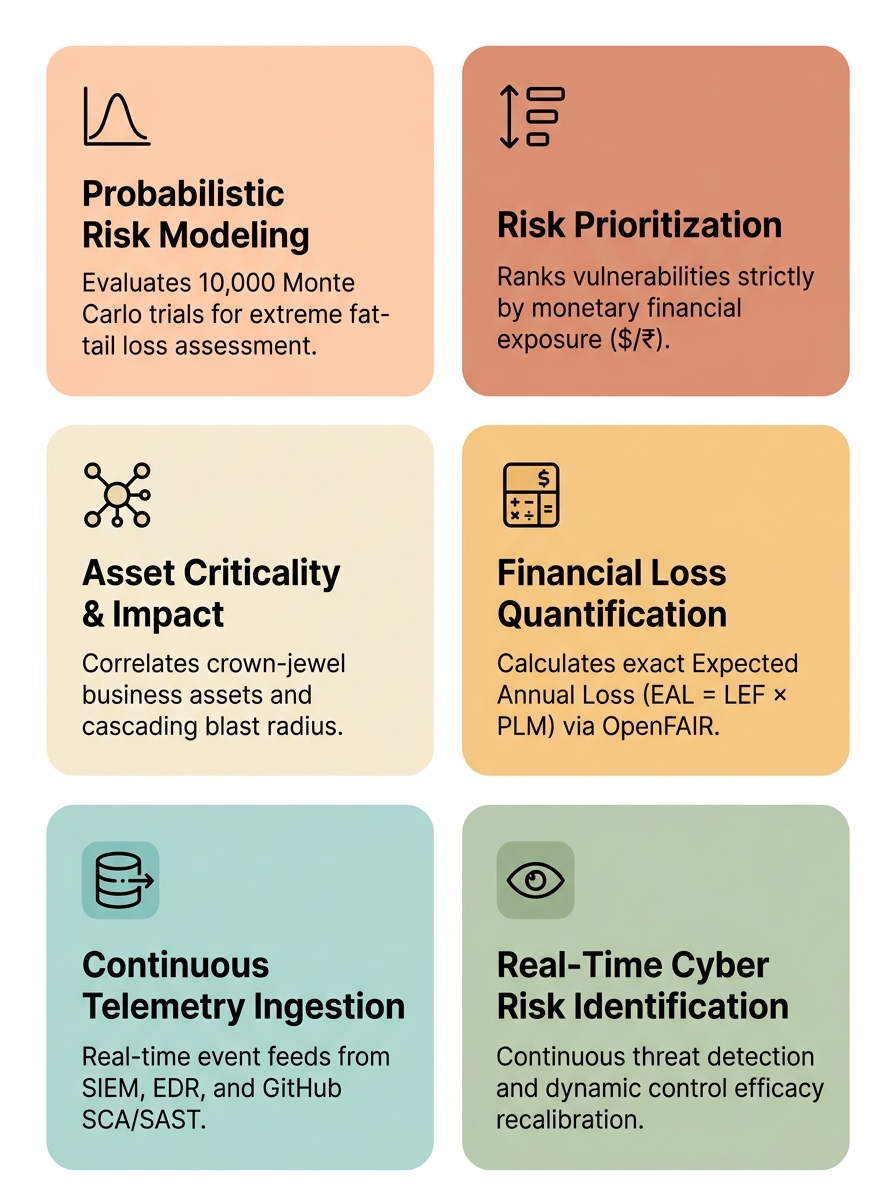 Probabilistic
Risk Modeling
Evaluates 10,000 Monte
Carlo trials for extreme fat-
tail loss assessment.
Risk Prioritization
Ranks vulnerabilities strictly
by monetary financial
exposure ($/₹).
Asset Criticality
& Impact
Correlates crown-jewel
business assets and
cascading blast radius.
$
+ -
× ÷ =
Financial Loss
Quantification
Calculates exact Expected
Annual Loss (EAL = LEF ×
PLM) via OpenFAIR.
Continuous
Telemetry Ingestion
Real-time event feeds from
SIEM, EDR, and GitHub
SCA/SAST.
Real-Time Cyber
Risk Identification
Continuous threat detection
and dynamic control efficacy
recalibration.